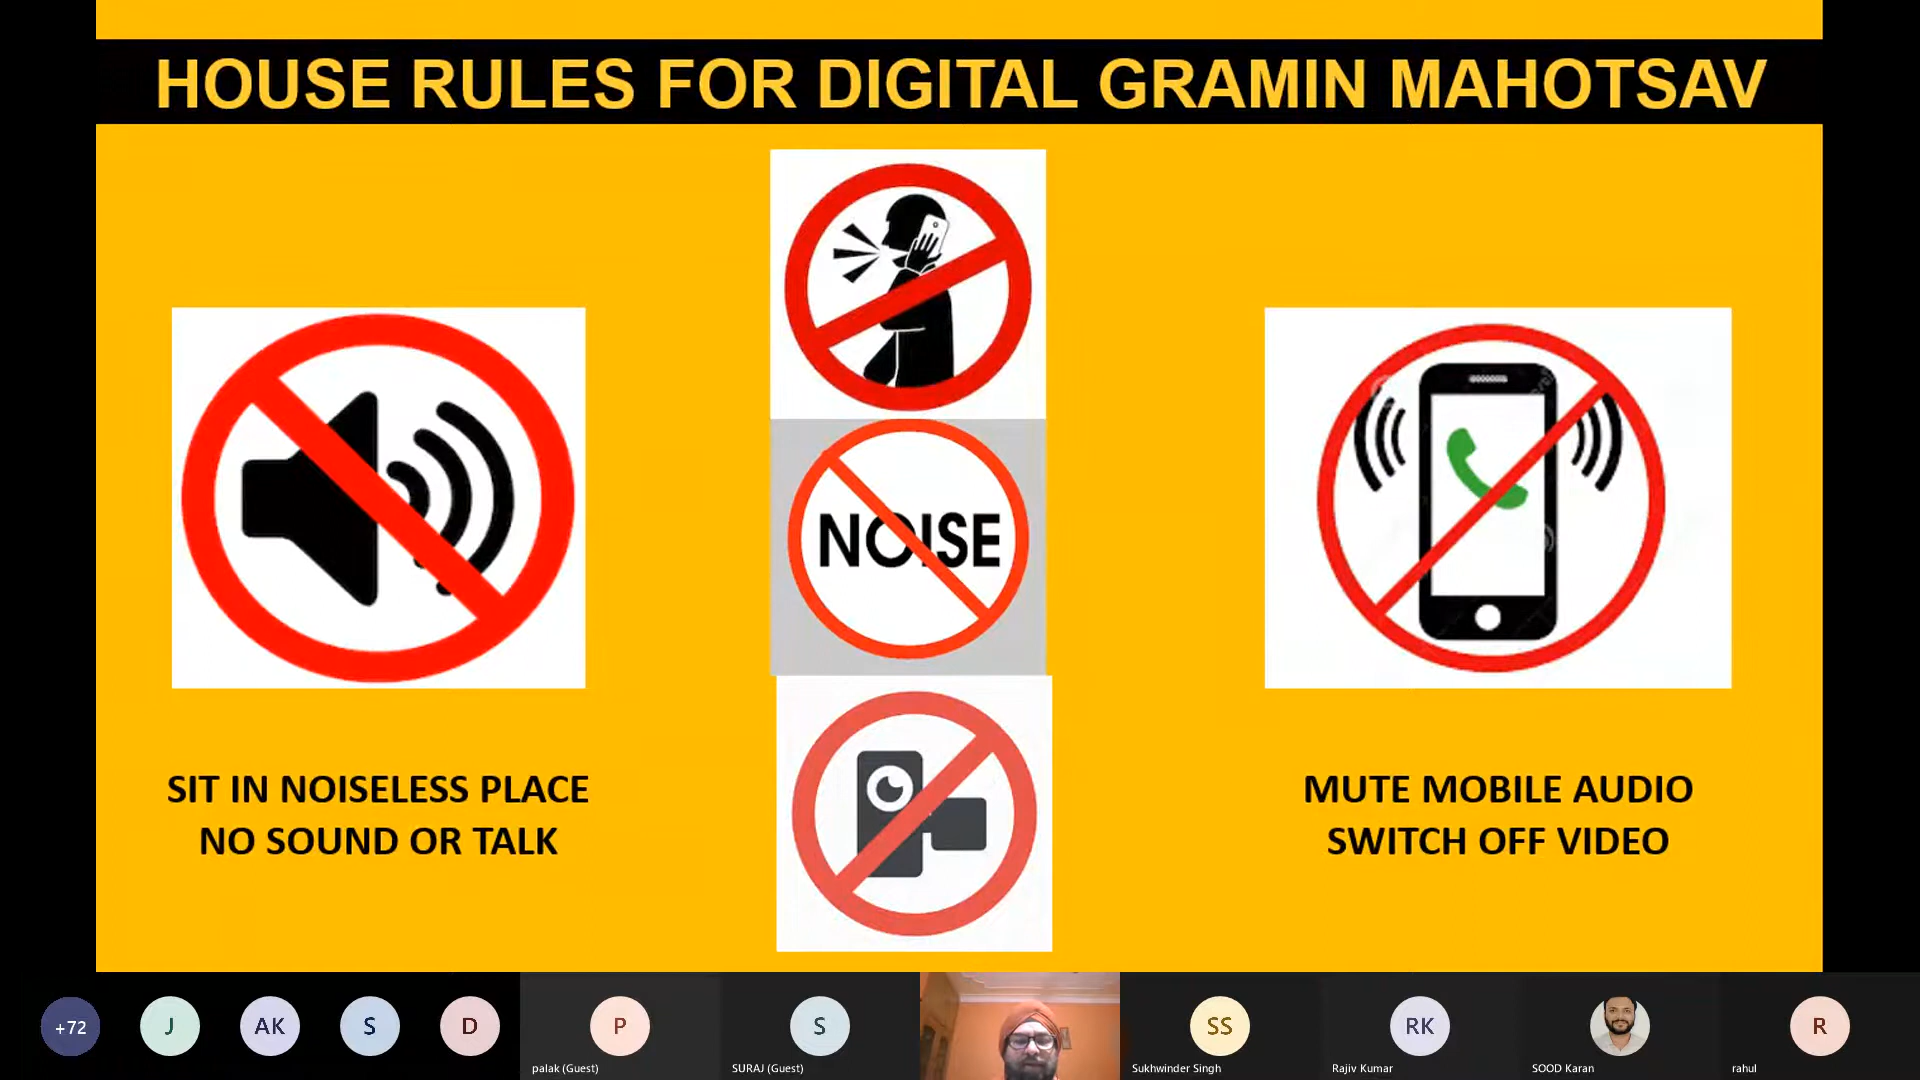 HOUSE RULES FOR DIGITAL GRAMIN MAHOTSAV
NOISE
SIT IN NOISELESS PLACE
NO SOUND OR TALK
MUTE MOBILE AUDIO
SWITCH OFF VIDEO
+72
J
AK
S
D
P
S
SS
RK
R
palak (Guest)
SURAJ (Guest)
Sukhwinder Singh
Rajiv Kumar
SOOD Karan
rahul